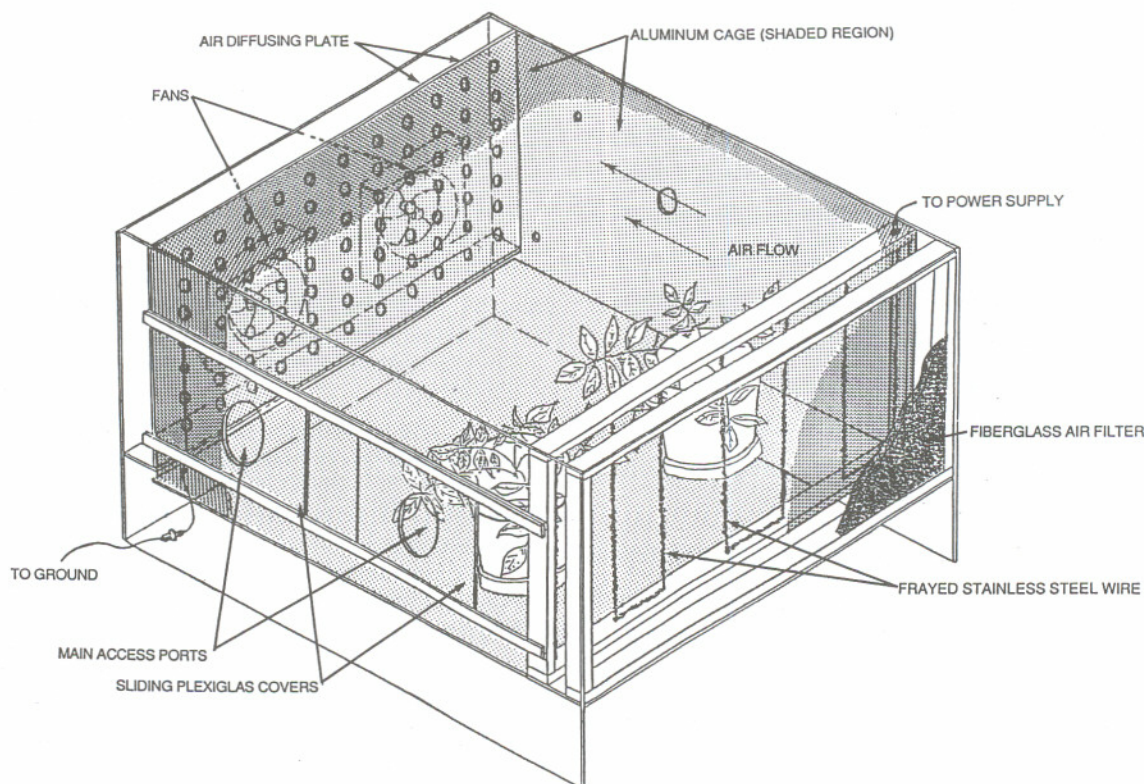 AIR DIFFUSING PLATE
ALUMINUM CAGE (SHADED REGION)
FANS
TO POWER SUPPLY
AIR FLOW
FIBERGLASS AIR FILTER
TO GROUND
FRAYED STAINLESS STEEL WIRE
MAIN ACCESS PORTS
SLIDING PLEXIGLAS COVERS